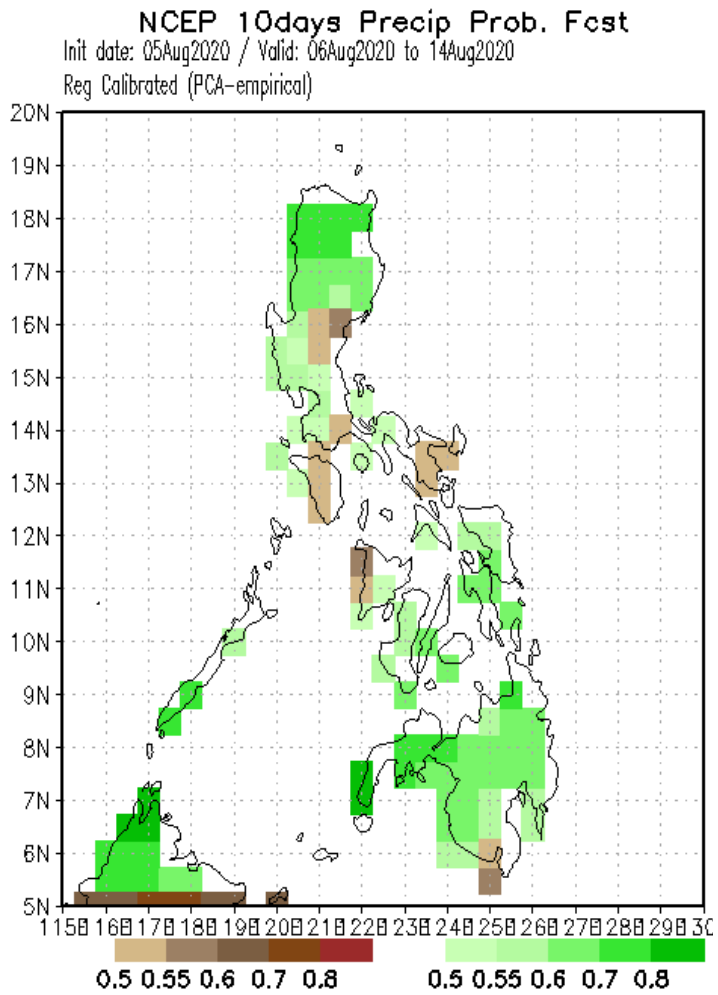 NCEP 10days Precip Prob. Fcst
Init date: 05Aug2020 / Valid: 06Aug2020 to 14Aug2020
Reg Calibrated (PCA-empirical)
20N
19N
18N
17N
16N
15N
14N
13N
12N
11N
10N
9N
8N
7N
6N
5N
115E 116E 117E 118E 119E 120E 121E 122E 123E 124E 125E 126E 127E 128E 129E 130
0.5 0.55 0.6 0.7 0.8 0.5 0.55 0.6 0.7 0.8